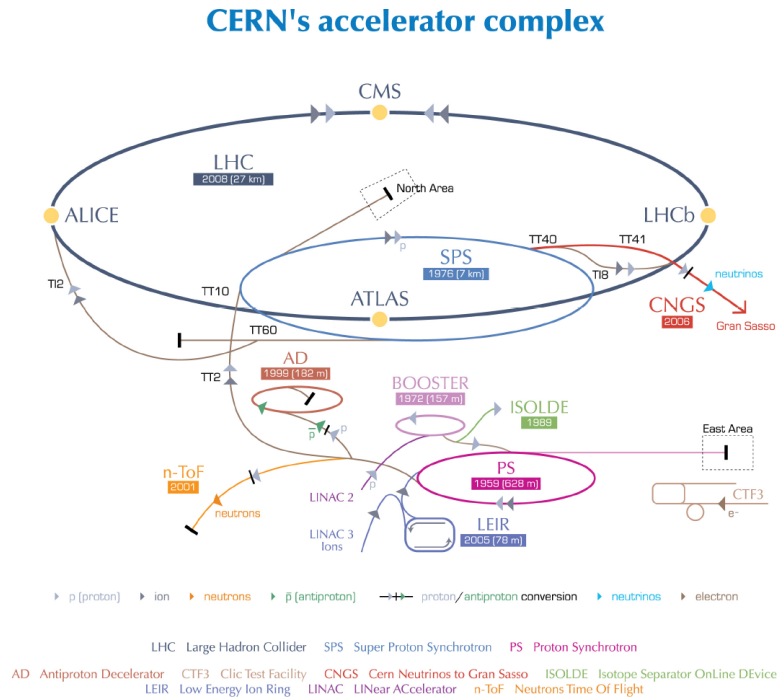 CERN's accelerator complex
CMS
LHC
2008 (27 km)
North Area
ALICE
LHCb
p
TT40
TT41
SPS
1976 (7 km)
TI8
neutrinos
TI2
TT10
ATLAS
CNGS
2006
Gran Sasso
TT60
AD
1999 (182 m)
TT2
BOOSTER
1972 (157 m)
ISOLDE
1989
p̅
p
East Area
n-ToF
2001
p
PS
1959 (628 m)
LINAC 2
neutrons
CTF3
e-
LINAC 3
Ions
LEIR
2005 (78 m)
p (proton)
ion
neutrons
p̅ (antiproton)
proton/antiproton conversion
neutrinos
electron
LHC Large Hadron Collider SPS Super Proton Synchrotron PS Proton Synchrotron
AD Antiproton Decelerator CTF3 Clic Test Facility CNGS Cern Neutrinos to Gran Sasso ISOLDE Isotope Separator OnLine DEvice
LEIR Low Energy Ion Ring LINAC LINear ACcelerator n-ToF Neutrons Time Of Flight